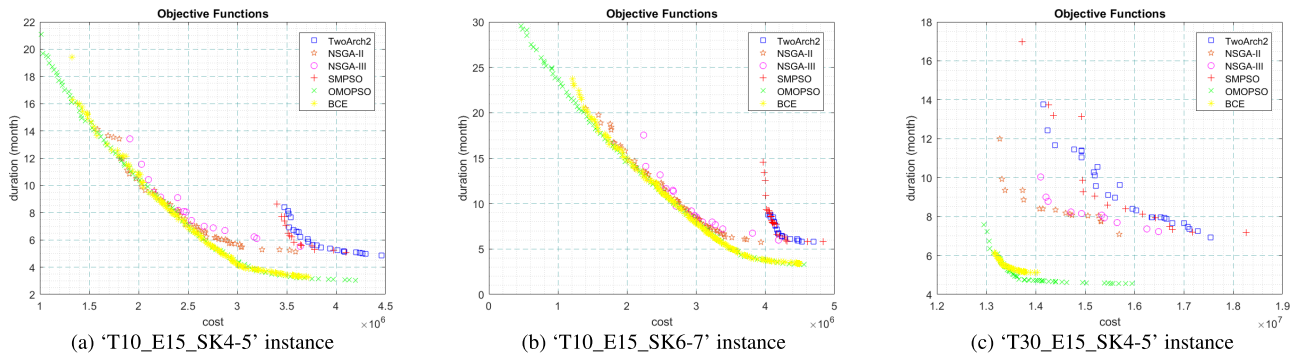 Objective Functions
22
20
18
16
14
12
10
8
6
4
2
duration (month)
1
1.5
2
2.5
3
3.5
4
4.5
cost
×10^6
TwoArch2
NSGA-II
NSGA-III
SMPSO
OMOPSO
BCE
(a) ‘T10_E15_SK4-5’ instance
Objective Functions
30
25
20
15
10
5
0
duration (month)
0
1
2
3
4
5
cost
×10^6
TwoArch2
NSGA-II
NSGA-III
SMPSO
OMOPSO
BCE
(b) ‘T10_E15_SK6-7’ instance
Objective Functions
18
16
14
12
10
8
6
4
duration (month)
1.2
1.3
1.4
1.5
1.6
1.7
1.8
1.9
cost
×10^7
TwoArch2
NSGA-II
NSGA-III
SMPSO
OMOPSO
BCE
(c) ‘T30_E15_SK4-5’ instance